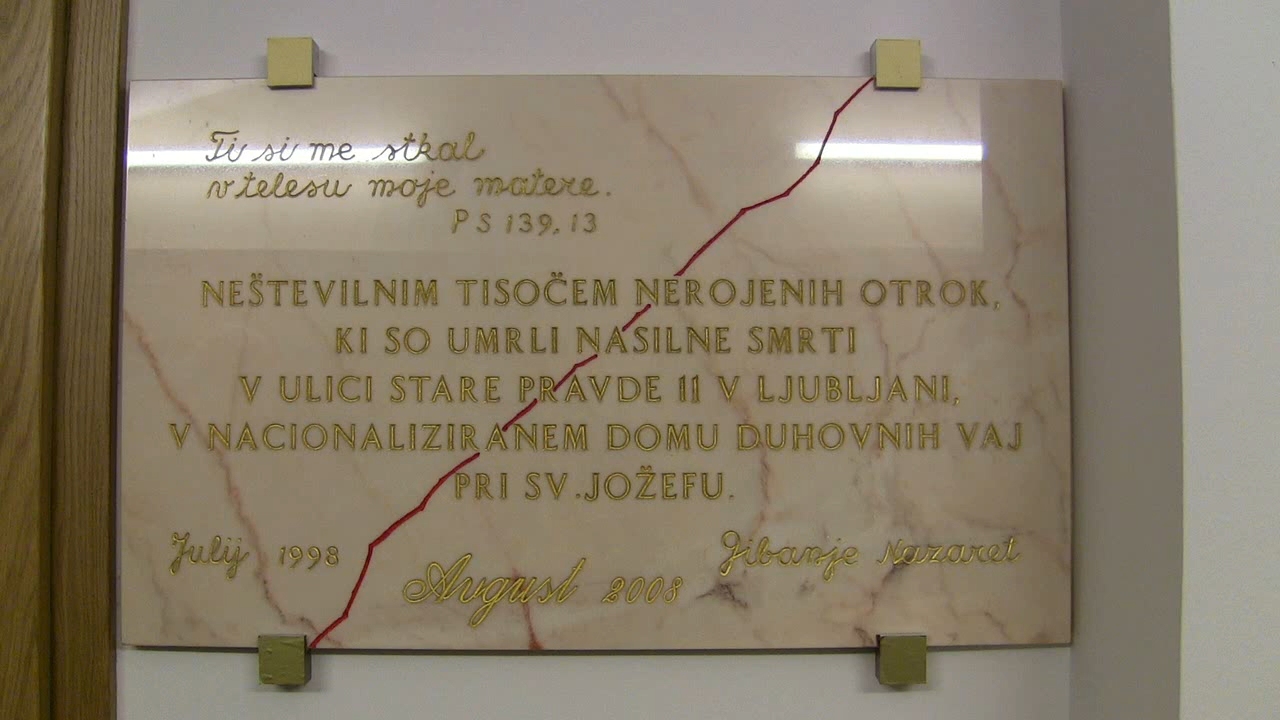 Ti si me stkal
v telesu moje matere.
PS 139,13
NEŠTEVILNIM TISOČEM NEROJENIH OTROK,
KI SO UMRLI NASILNE SMRTI
V ULICI STARE PRAVDE 11 V LJUBLJANI,
V NACIONALIZIRANEM DOMU DUHOVNIH VAJ
PRI SV. JOŽEFU.
Julij 1998
Gibanje Nazaret
Avgust 2008